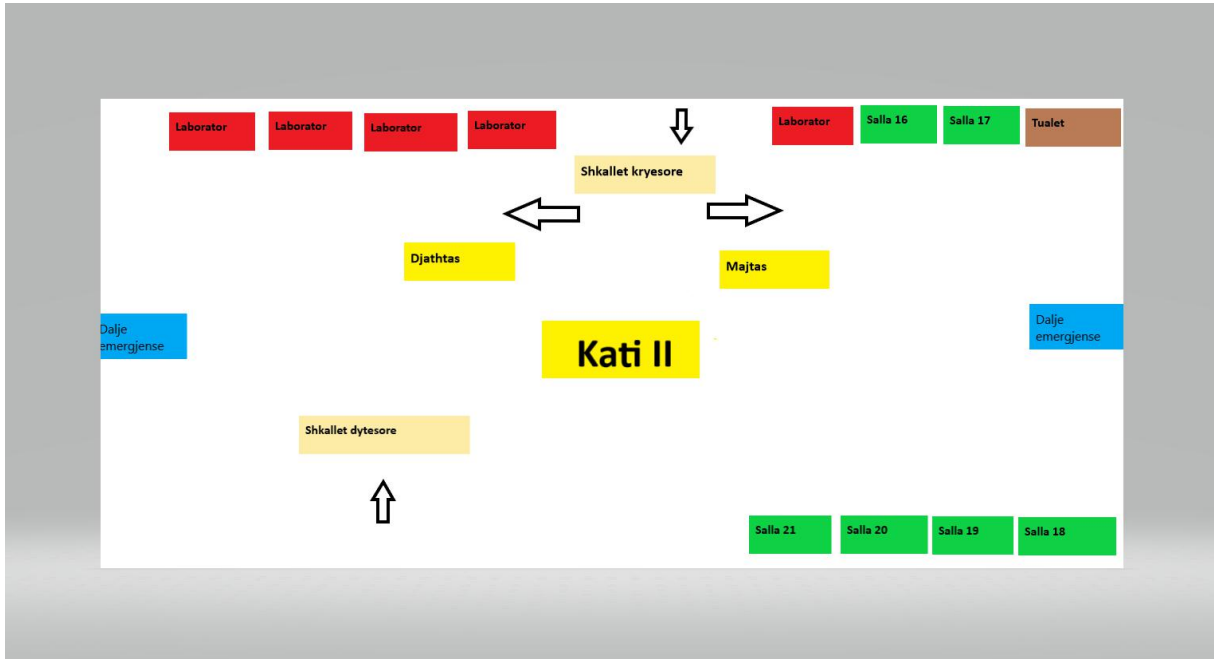 Laborator
Laborator
Laborator
Laborator
Laborator
Salla 16
Salla 17
Tualet
Shkallet kryesore
Djathtas
Majtas
Dalje
emergjense
Kati II
Dalje
emergjense
Shkallet dytesore
Salla 21
Salla 20
Salla 19
Salla 18